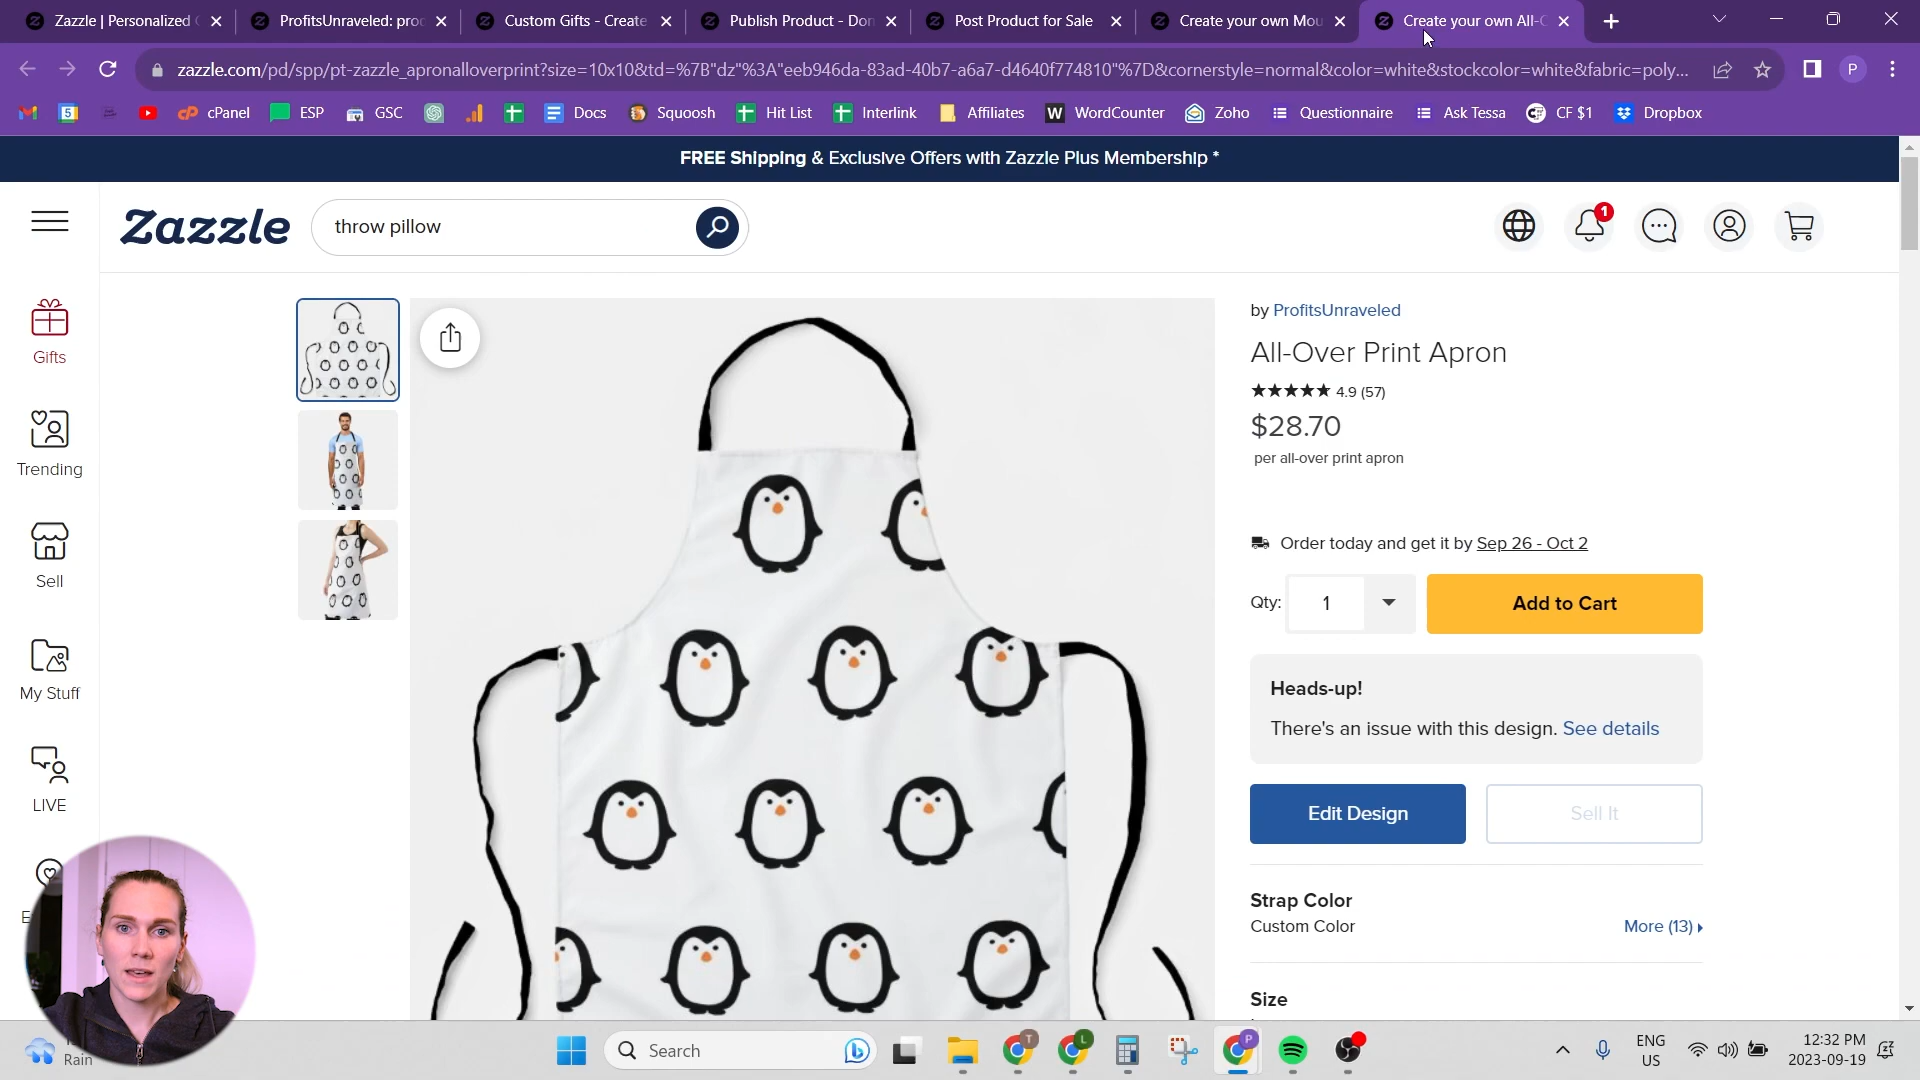 Zazzle | Personalized
ProfitsUnraveled: pro
Custom Gifts - Create
Publish Product - Don
Post Product for Sale
Create your own Mou
Create your own All-O
zazzle.com/pd/spp/pt-zazzle_apronalloverprint?size=10x10&td=%7B"dz"%3A"eeb946da-83ad-40b7-a6a7-d4640f774810"%7D&cornerstyle=normal&color=white&stockcolor=white&fabric=poly...
P
5
cPanel
ESP
GSC
Docs
Squoosh
Hit List
Interlink
Affiliates
W WordCounter
Zoho
Questionnaire
Ask Tessa
CF $1
Dropbox
FREE Shipping & Exclusive Offers with Zazzle Plus Membership *
Zazzle
throw pillow
1
Gifts
Trending
Sell
My Stuff
LIVE
by ProfitsUnraveled
All-Over Print Apron
4.9 (57)
$28.70
per all-over print apron
Order today and get it by Sep 26 - Oct 2
Qty: 1
Add to Cart
Heads-up!
There's an issue with this design. See details
Edit Design
Sell It
Strap Color
Custom Color
More (13)
Size
Rain
Search
T
L
P
ENG
US
12:32 PM
2023-09-19